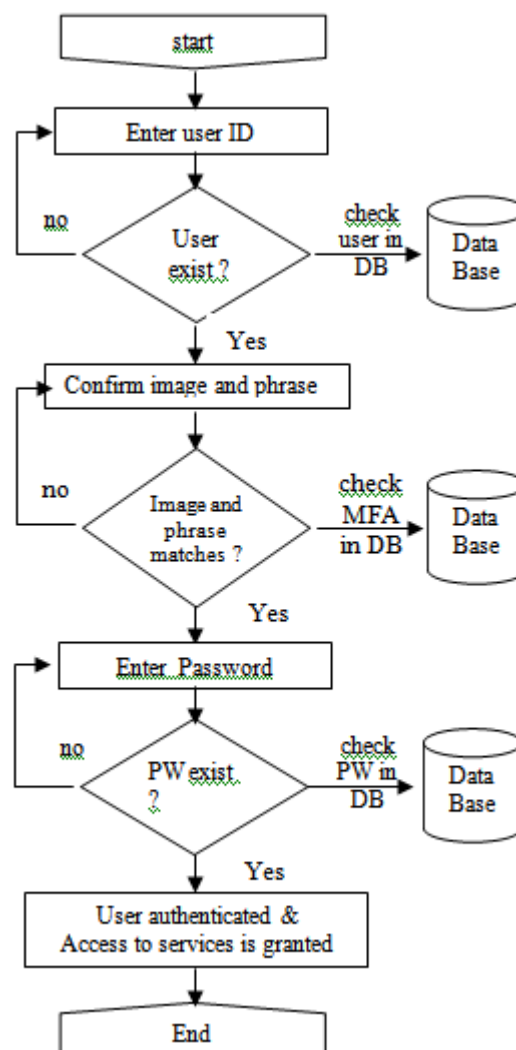 start
Enter user ID
no
User
exist ?
check
user in
DB
Data
Base
Yes
Confirm image and phrase
no
Image and
phrase
matches ?
check
MFA
in DB
Data
Base
Yes
Enter Password
no
PW exist
?
check
PW in
DB
Data
Base
Yes
User authenticated &
Access to services is granted
End